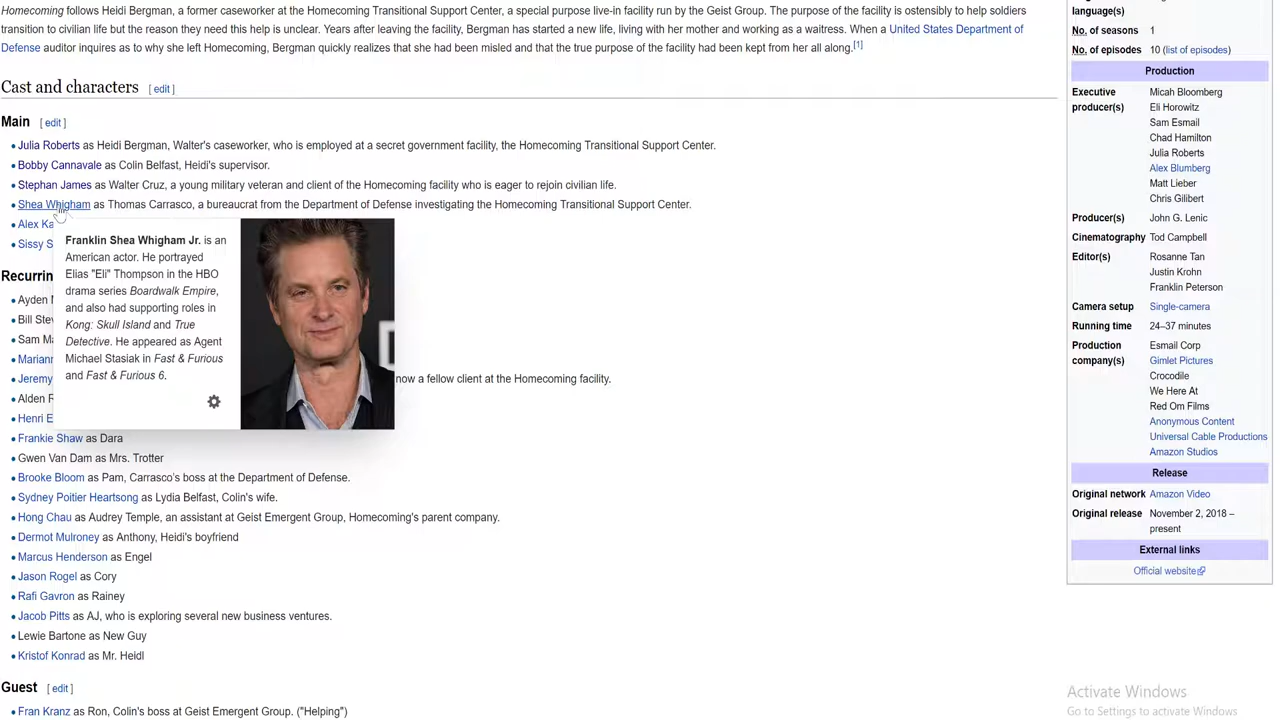 Homecoming follows Heidi Bergman, a former caseworker at the Homecoming Transitional Support Center, a special purpose live-in facility run by the Geist Group. The purpose of the facility is ostensibly to help soldiers
transition to civilian life but the reason they need this help is unclear. Years after leaving the facility, Bergman has started a new life, living with her mother and working as a waitress. When a United States Department of
Defense auditor inquires as to why she left Homecoming, Bergman quickly realizes that she had been misled and that the true purpose of the facility had been kept from her all along.[1]
Cast and characters [ edit ]
Main [ edit ]
• Julia Roberts as Heidi Bergman, Walter's caseworker, who is employed at a secret government facility, the Homecoming Transitional Support Center.
• Bobby Cannavale as Colin Belfast, Heidi's supervisor.
• Stephan James as Walter Cruz, a young military veteran and client of the Homecoming facility who is eager to rejoin civilian life.
• Shea Whigham as Thomas Carrasco, a bureaucrat from the Department of Defense investigating the Homecoming Transitional Support Center.
• Alex Ka
• Sissy S
Franklin Shea Whigham Jr. is an
American actor. He portrayed
Elias "Eli" Thompson in the HBO
drama series Boardwalk Empire,
and also had supporting roles in
Kong: Skull Island and True
Detective. He appeared as Agent
Michael Stasiak in Fast & Furious
and Fast & Furious 6.
Recurrin
• Ayden
• Bill Stev
• Sam Ma
• Mariann
• Jeremy now a fellow client at the Homecoming facility.
• Alden R
• Henri E
• Frankie Shaw as Dara
• Gwen Van Dam as Mrs. Trotter
• Brooke Bloom as Pam, Carrasco's boss at the Department of Defense.
• Sydney Poitier Heartsong as Lydia Belfast, Colin's wife.
• Hong Chau as Audrey Temple, an assistant at Geist Emergent Group, Homecoming's parent company.
• Dermot Mulroney as Anthony, Heidi's boyfriend
• Marcus Henderson as Engel
• Jason Rogel as Cory
• Rafi Gavron as Rainey
• Jacob Pitts as AJ, who is exploring several new business ventures.
• Lewie Bartone as New Guy
• Kristof Konrad as Mr. Heidl
Guest [ edit ]
• Fran Kranz as Ron, Colin's boss at Geist Emergent Group. ("Helping")
language(s)
No. of seasons 1
No. of episodes 10 (list of episodes)
Production
Executive Micah Bloomberg
producer(s) Eli Horowitz
Sam Esmail
Chad Hamilton
Julia Roberts
Alex Blumberg
Matt Lieber
Chris Gilibert
Producer(s) John G. Lenic
Cinematography Tod Campbell
Editor(s) Rosanne Tan
Justin Krohn
Franklin Peterson
Camera setup Single-camera
Running time 24–37 minutes
Production Esmail Corp
company(s) Gimlet Pictures
Crocodile
We Here At
Red Om Films
Anonymous Content
Universal Cable Productions
Amazon Studios
Release
Original network Amazon Video
Original release November 2, 2018 –
present
External links
Official website
Activate Windows
Go to Settings to activate Windows